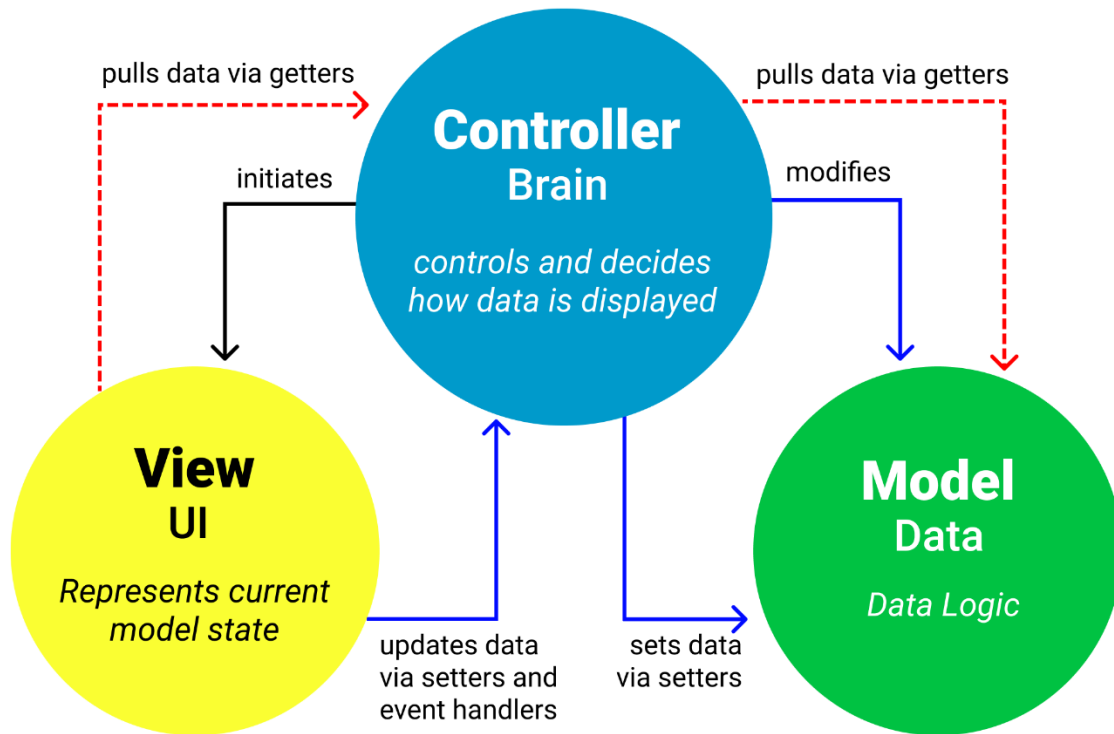 pulls data via getters
pulls data via getters
Controller
Brain
initiates
modifies
controls and decides
how data is displayed
View
UI
Represents current
model state
Model
Data
Data Logic
updates data
via setters and
event handlers
sets data
via setters